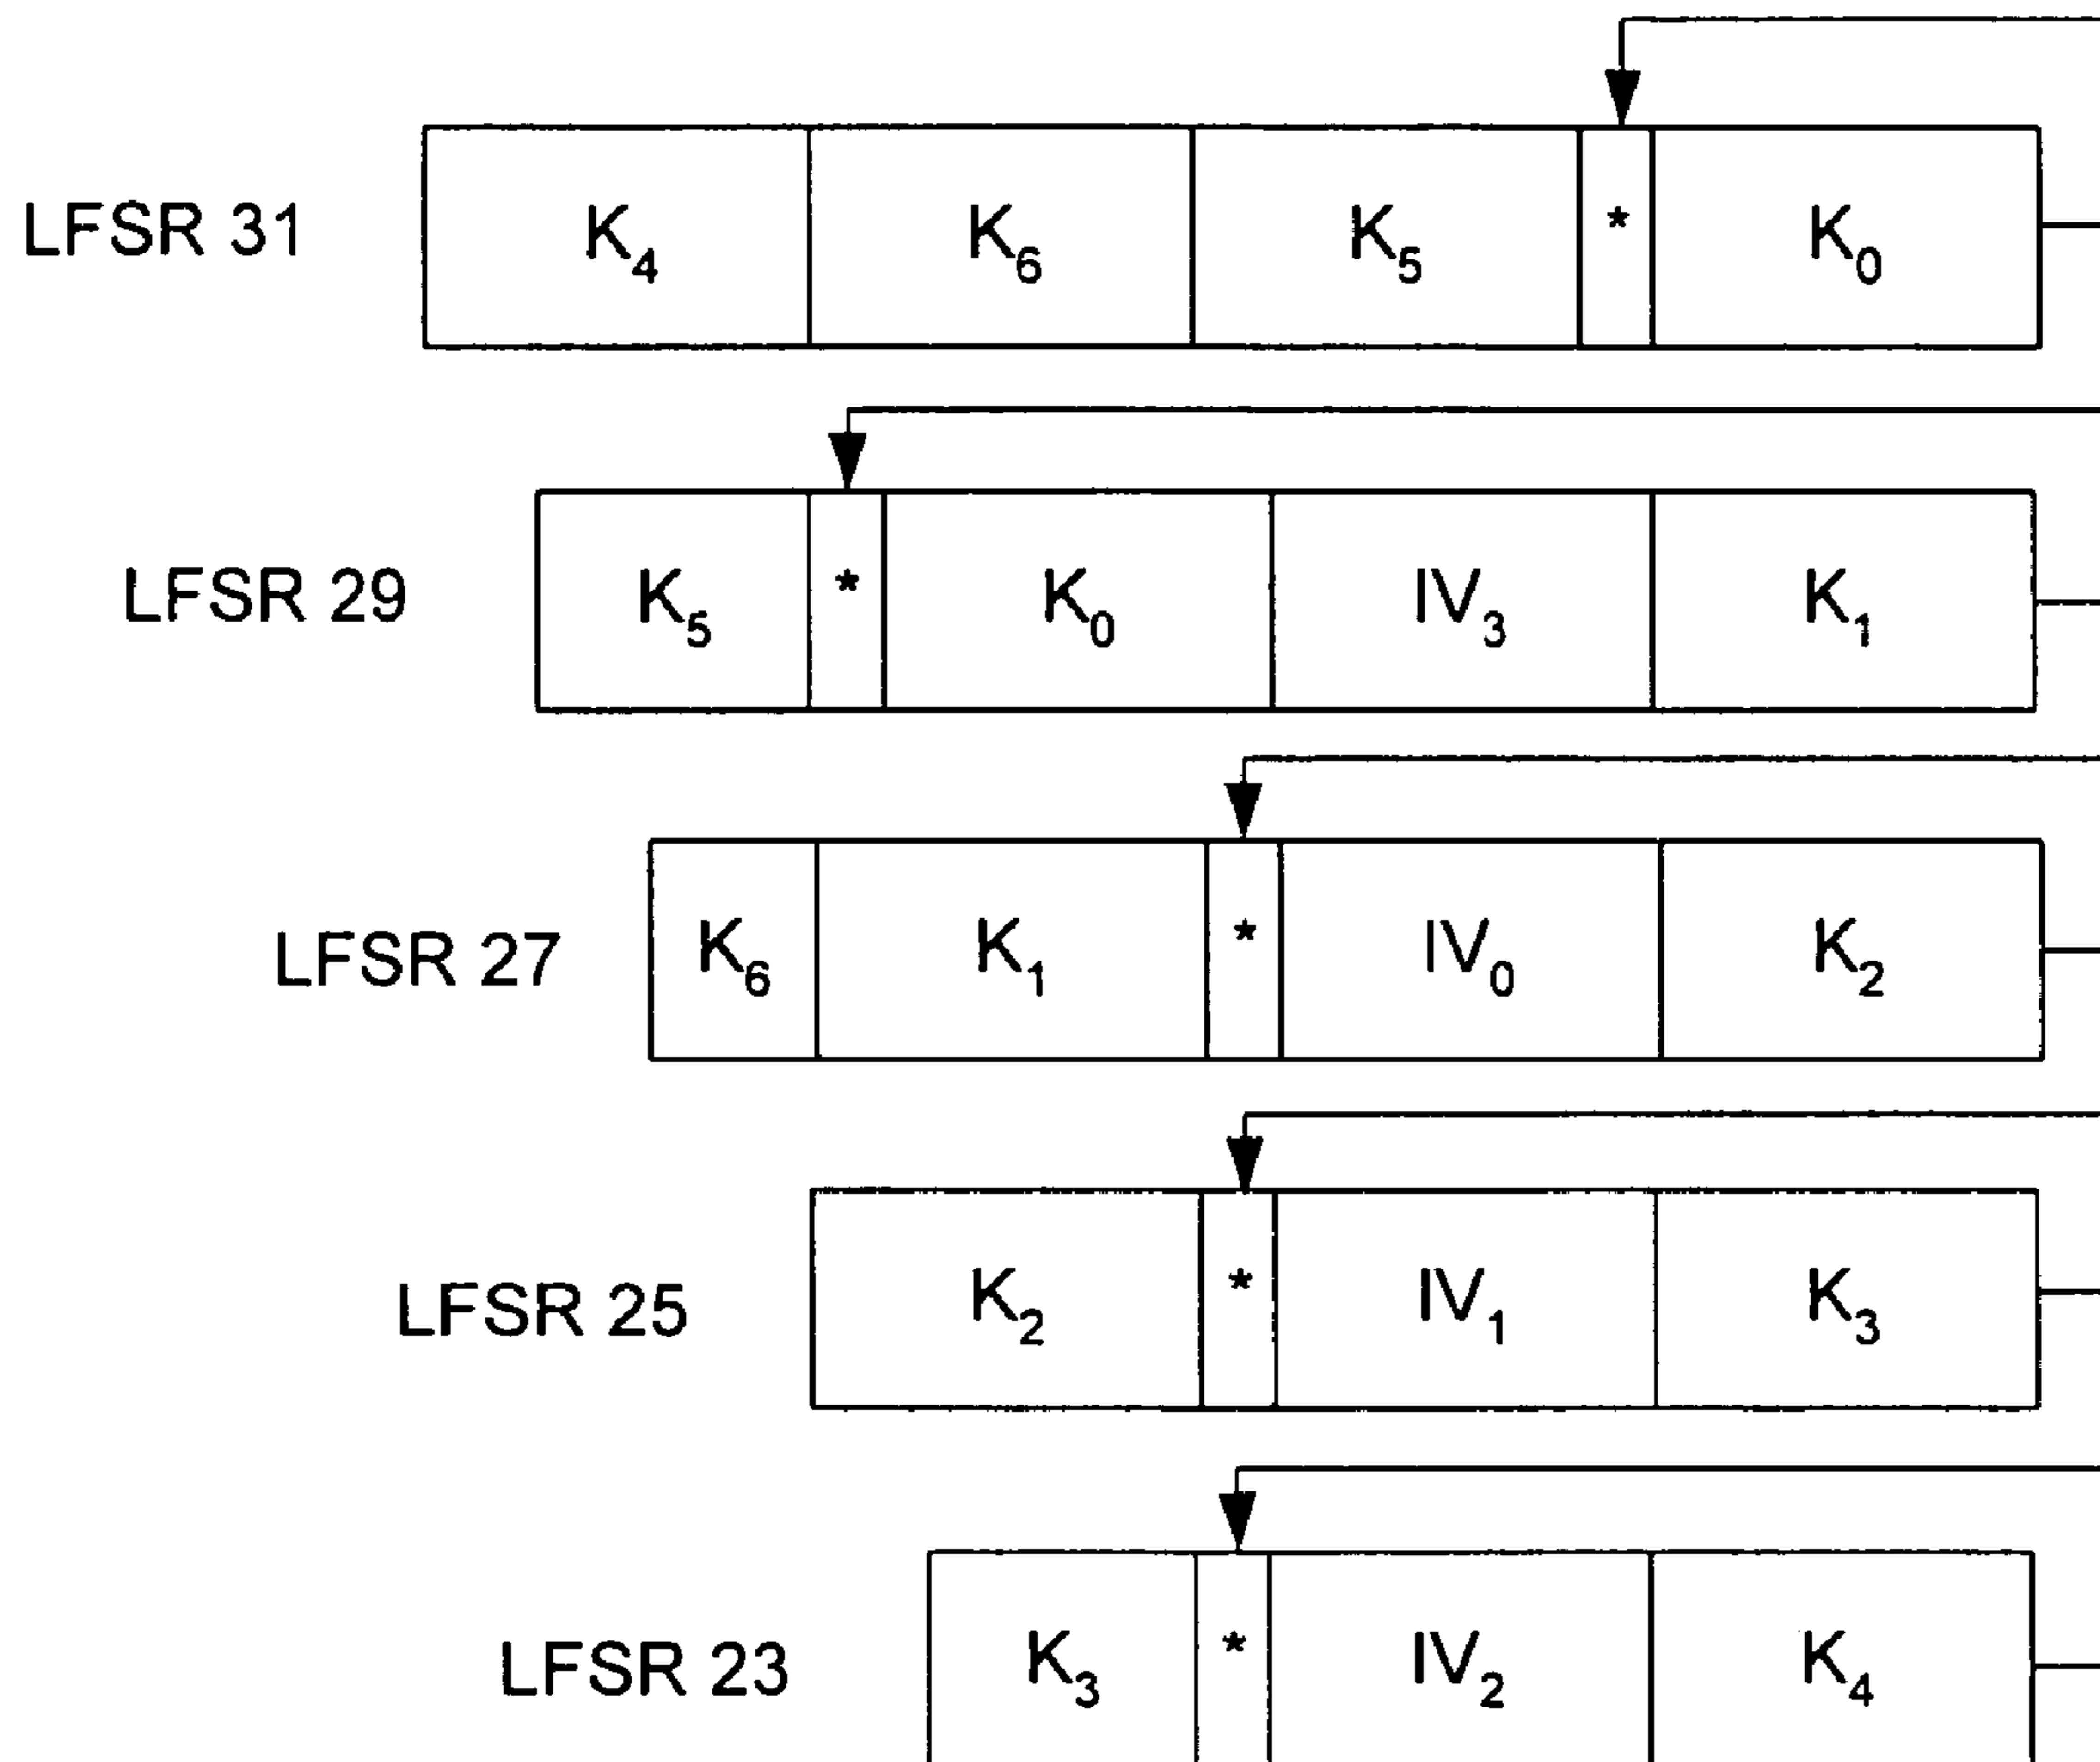 LFSR 31 K₄ K₆ K₅ * K₀
LFSR 29 K₅ * K₀ IV₃ K₁
LFSR 27 K₆ K₁ * IV₀ K₂
LFSR 25 K₂ * IV₁ K₃
LFSR 23 K₃ * IV₂ K₄